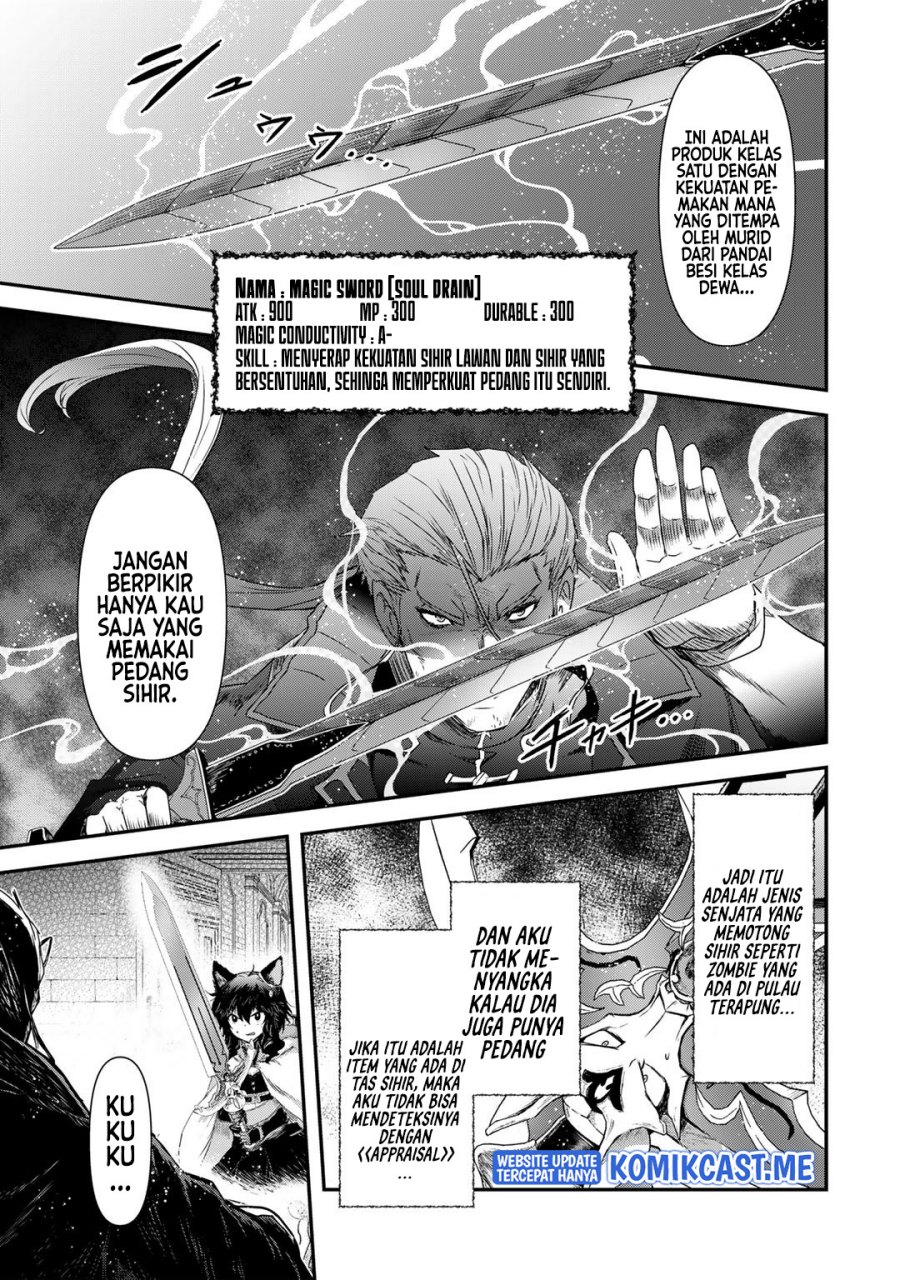 シュウウ…
INI ADALAH
PRODUK KELAS
SATU DENGAN
KEKUATAN PE-
MAKAN MANA
YANG DITEMPA
OLEH MURID
DARI PANDAI
BESI KELAS
DEWA...
NAMA : MAGIC SWORD [SOUL DRAIN]
ATK : 900 MP : 300 DURABLE : 300
MAGIC CONDUCTIVITY : A-
SKILL : MENYERAP KEKUATAN SIHIR LAWAN DAN SIHIR YANG
BERSENTUHAN, SEHINGA MEMPERKUAT PEDANG ITU SENDIRI.
JANGAN
BERPIKIR
HANYA KAU
SAJA YANG
MEMAKAI
PEDANG
SIHIR.
チャキ…
JADI ITU
ADALAH JENIS
SENJATA YANG
MEMOTONG
SIHIR SEPERTI
ZOMBIE YANG
ADA DI PULAU
TERAPUNG...
DAN AKU
TIDAK ME-
NYANGKA
KALAU DIA
JUGA PUNYA
PEDANG
JIKA ITU ADALAH
ITEM YANG ADA DI
TAS SIHIR, MAKA
AKU TIDAK BISA
MENDETEKSINYA
DENGAN
<<APPRAISAL>>
...
KU
KU
KU
...
WEBSITE UPDATE
TERCEPAT HANYA
KOMIKCAST.ME